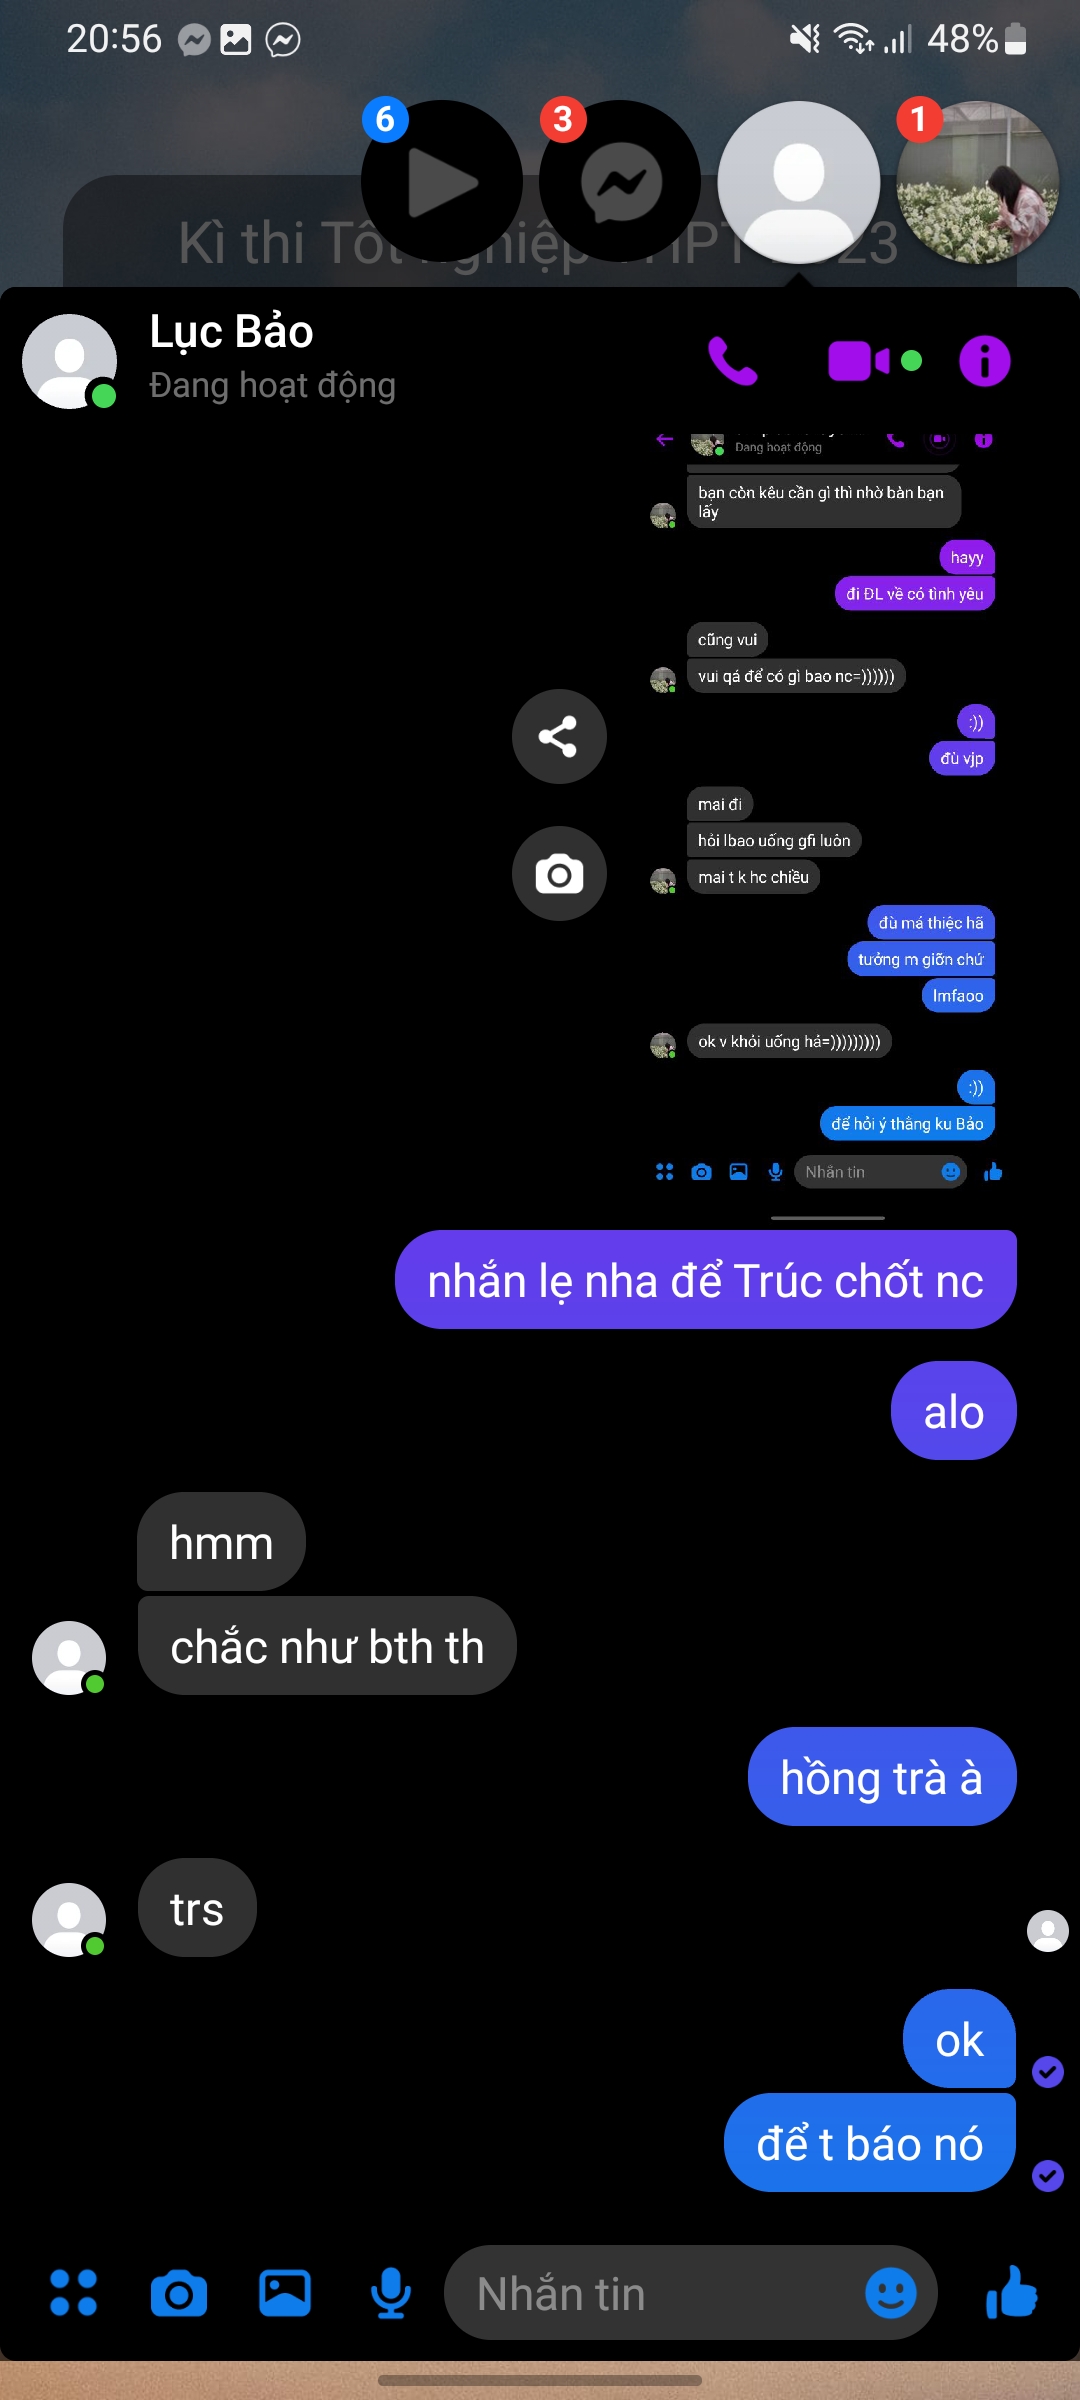 20:56
48%
6
3
1
Kì thi Tốt nghiệp THPT 2023
Lục Bảo
Đang hoạt động
Đang hoạt động
bạn còn kêu cần gì thì nhờ bàn bạn
lấy
hayy
đi ĐL về có tình yêu
cũng vui
vui qá để có gì bao nc=))))))
:))
đù vjp
mai đi
hỏi lbao uống gfi luôn
mai t k hc chiều
đù má thiệc hã
tưởng m giỡn chứ
lmfaoo
ok v khỏi uống há=)))))))))
:))
để hỏi ý thằng ku Bảo
Nhắn tin
nhắn lẹ nha để Trúc chốt nc
alo
hmm
chắc như bth th
hồng trà à
trs
ok
để t báo nó
Nhắn tin